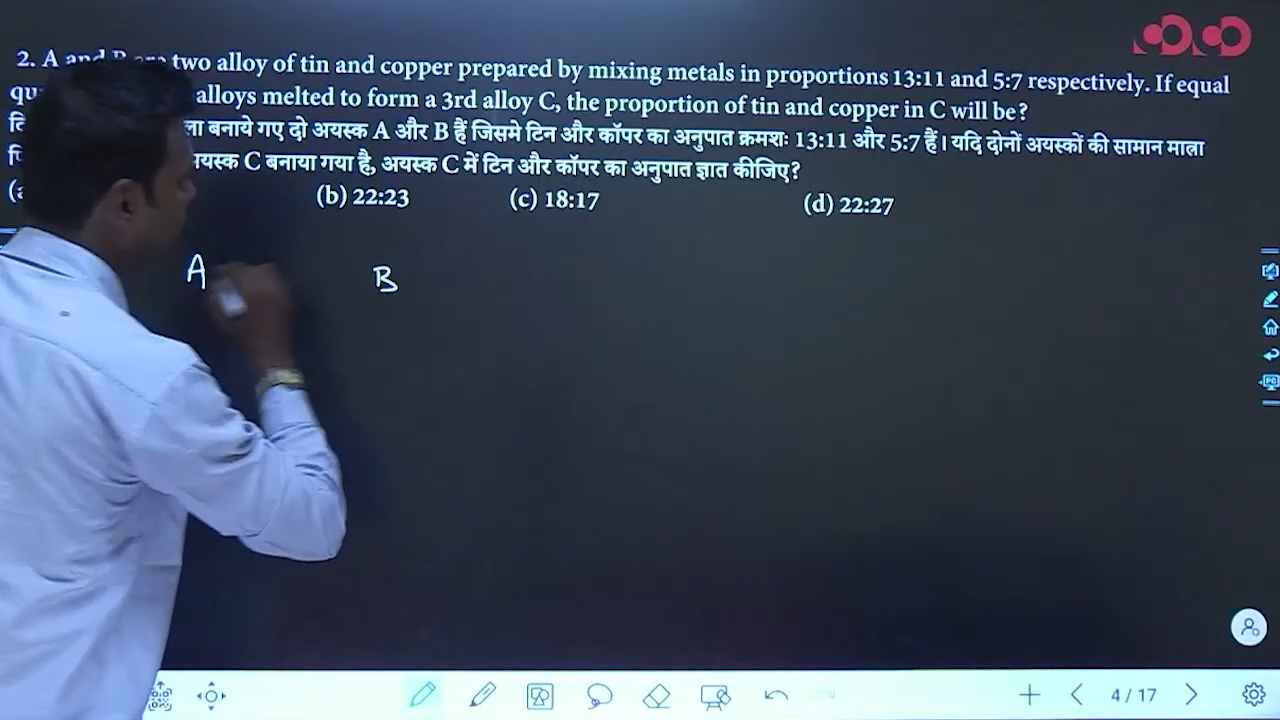 2. A and B are two alloy of tin and copper prepared by mixing metals in proportions 13:11 and 5:7 respectively. If equal
alloys melted to form a 3rd alloy C, the proportion of tin and copper in C will be?
ला बनाये गए दो अयस्क A और B हैं जिसमे टिन और कॉपर का अनुपात क्रमशः 13:11 और 5:7 हैं। यदि दोनों अयस्कों की सामान मात्रा
यस्क C बनाया गया है, अयस्क C में टिन और कॉपर का अनुपात ज्ञात कीजिए?
(b) 22:23 (c) 18:17 (d) 22:27
A B
4 / 17